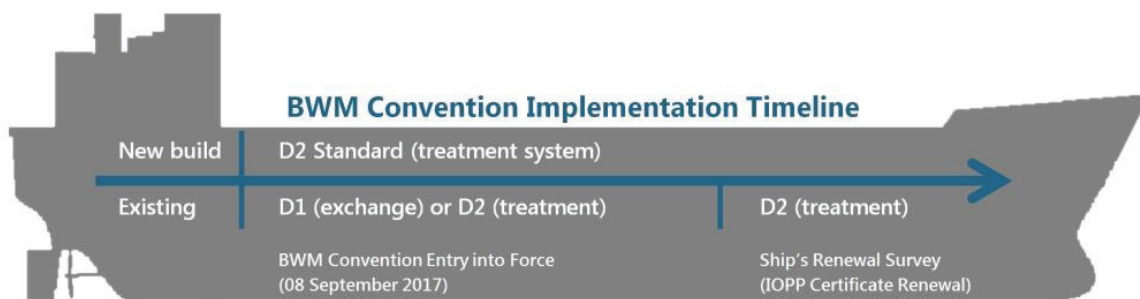 BWM Convention Implementation Timeline
New build
D2 Standard (treatment system)
Existing
D1 (exchange) or D2 (treatment)
D2 (treatment)
BWM Convention Entry into Force
(08 September 2017)
Ship's Renewal Survey
(IOPP Certificate Renewal)